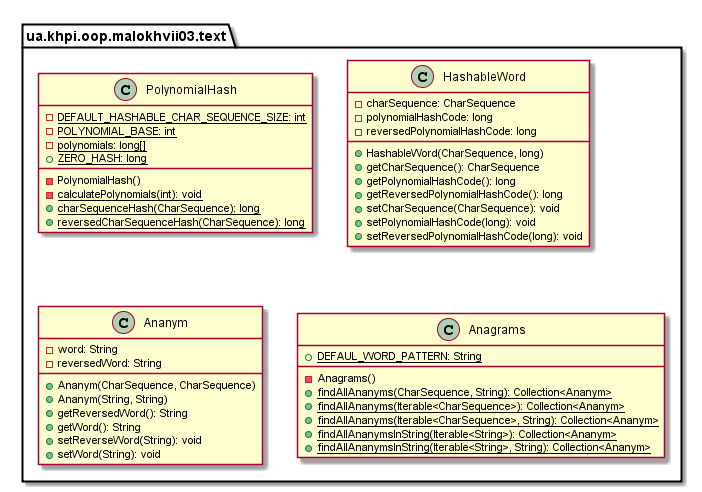 ua.khpi.oop.malokhvii03.text
C PolynomialHash
DEFAULT_HASHABLE_CHAR_SEQUENCE_SIZE: int
POLYNOMIAL_BASE: int
polynomials: long[]
ZERO_HASH: long
PolynomialHash()
calculatePolynomials(int): void
charSequenceHash(CharSequence): long
reversedCharSequenceHash(CharSequence): long
C HashableWord
charSequence: CharSequence
polynomialHashCode: long
reversedPolynomialHashCode: long
HashableWord(CharSequence, long)
getCharSequence(): CharSequence
getPolynomialHashCode(): long
getReversedPolynomialHashCode(): long
setCharSequence(CharSequence): void
setPolynomialHashCode(long): void
setReversedPolynomialHashCode(long): void
C Ananym
word: String
reversedWord: String
Ananym(CharSequence, CharSequence)
Ananym(String, String)
getReversedWord(): String
getWord(): String
setReverseWord(String): void
setWord(String): void
C Anagrams
DEFAUL_WORD_PATTERN: String
Anagrams()
findAllAnanyms(CharSequence, String): Collection<Ananym>
findAllAnanyms(Iterable<CharSequence>): Collection<Ananym>
findAllAnanyms(Iterable<CharSequence>, String): Collection<Ananym>
findAllAnanymsInString(Iterable<String>): Collection<Ananym>
findAllAnanymsInString(Iterable<String>, String): Collection<Ananym>